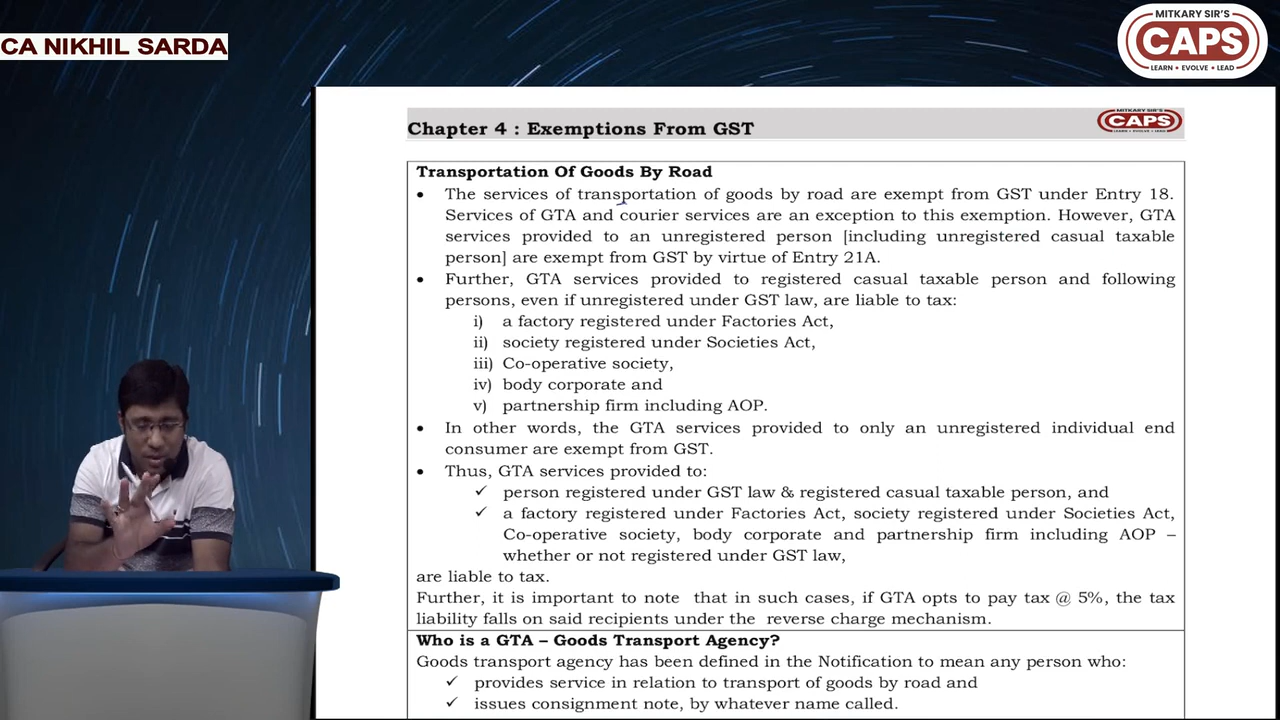 CA NIKHIL SARDA
MITKARY SIR'S
CAPS
LEARN • EVOLVE • LEAD
Chapter 4 : Exemptions From GST
MITKARY SIR'S
CAPS
LEARN • EVOLVE • LEAD
Transportation Of Goods By Road
• The services of transportation of goods by road are exempt from GST under Entry 18.
Services of GTA and courier services are an exception to this exemption. However, GTA
services provided to an unregistered person [including unregistered casual taxable
person] are exempt from GST by virtue of Entry 21A.
• Further, GTA services provided to registered casual taxable person and following
persons, even if unregistered under GST law, are liable to tax:
i) a factory registered under Factories Act,
ii) society registered under Societies Act,
iii) Co-operative society,
iv) body corporate and
v) partnership firm including AOP.
• In other words, the GTA services provided to only an unregistered individual end
consumer are exempt from GST.
• Thus, GTA services provided to:
✓ person registered under GST law & registered casual taxable person, and
✓ a factory registered under Factories Act, society registered under Societies Act,
Co-operative society, body corporate and partnership firm including AOP –
whether or not registered under GST law,
are liable to tax.
Further, it is important to note that in such cases, if GTA opts to pay tax @ 5%, the tax
liability falls on said recipients under the reverse charge mechanism.
Who is a GTA – Goods Transport Agency?
Goods transport agency has been defined in the Notification to mean any person who:
✓ provides service in relation to transport of goods by road and
✓ issues consignment note, by whatever name called.